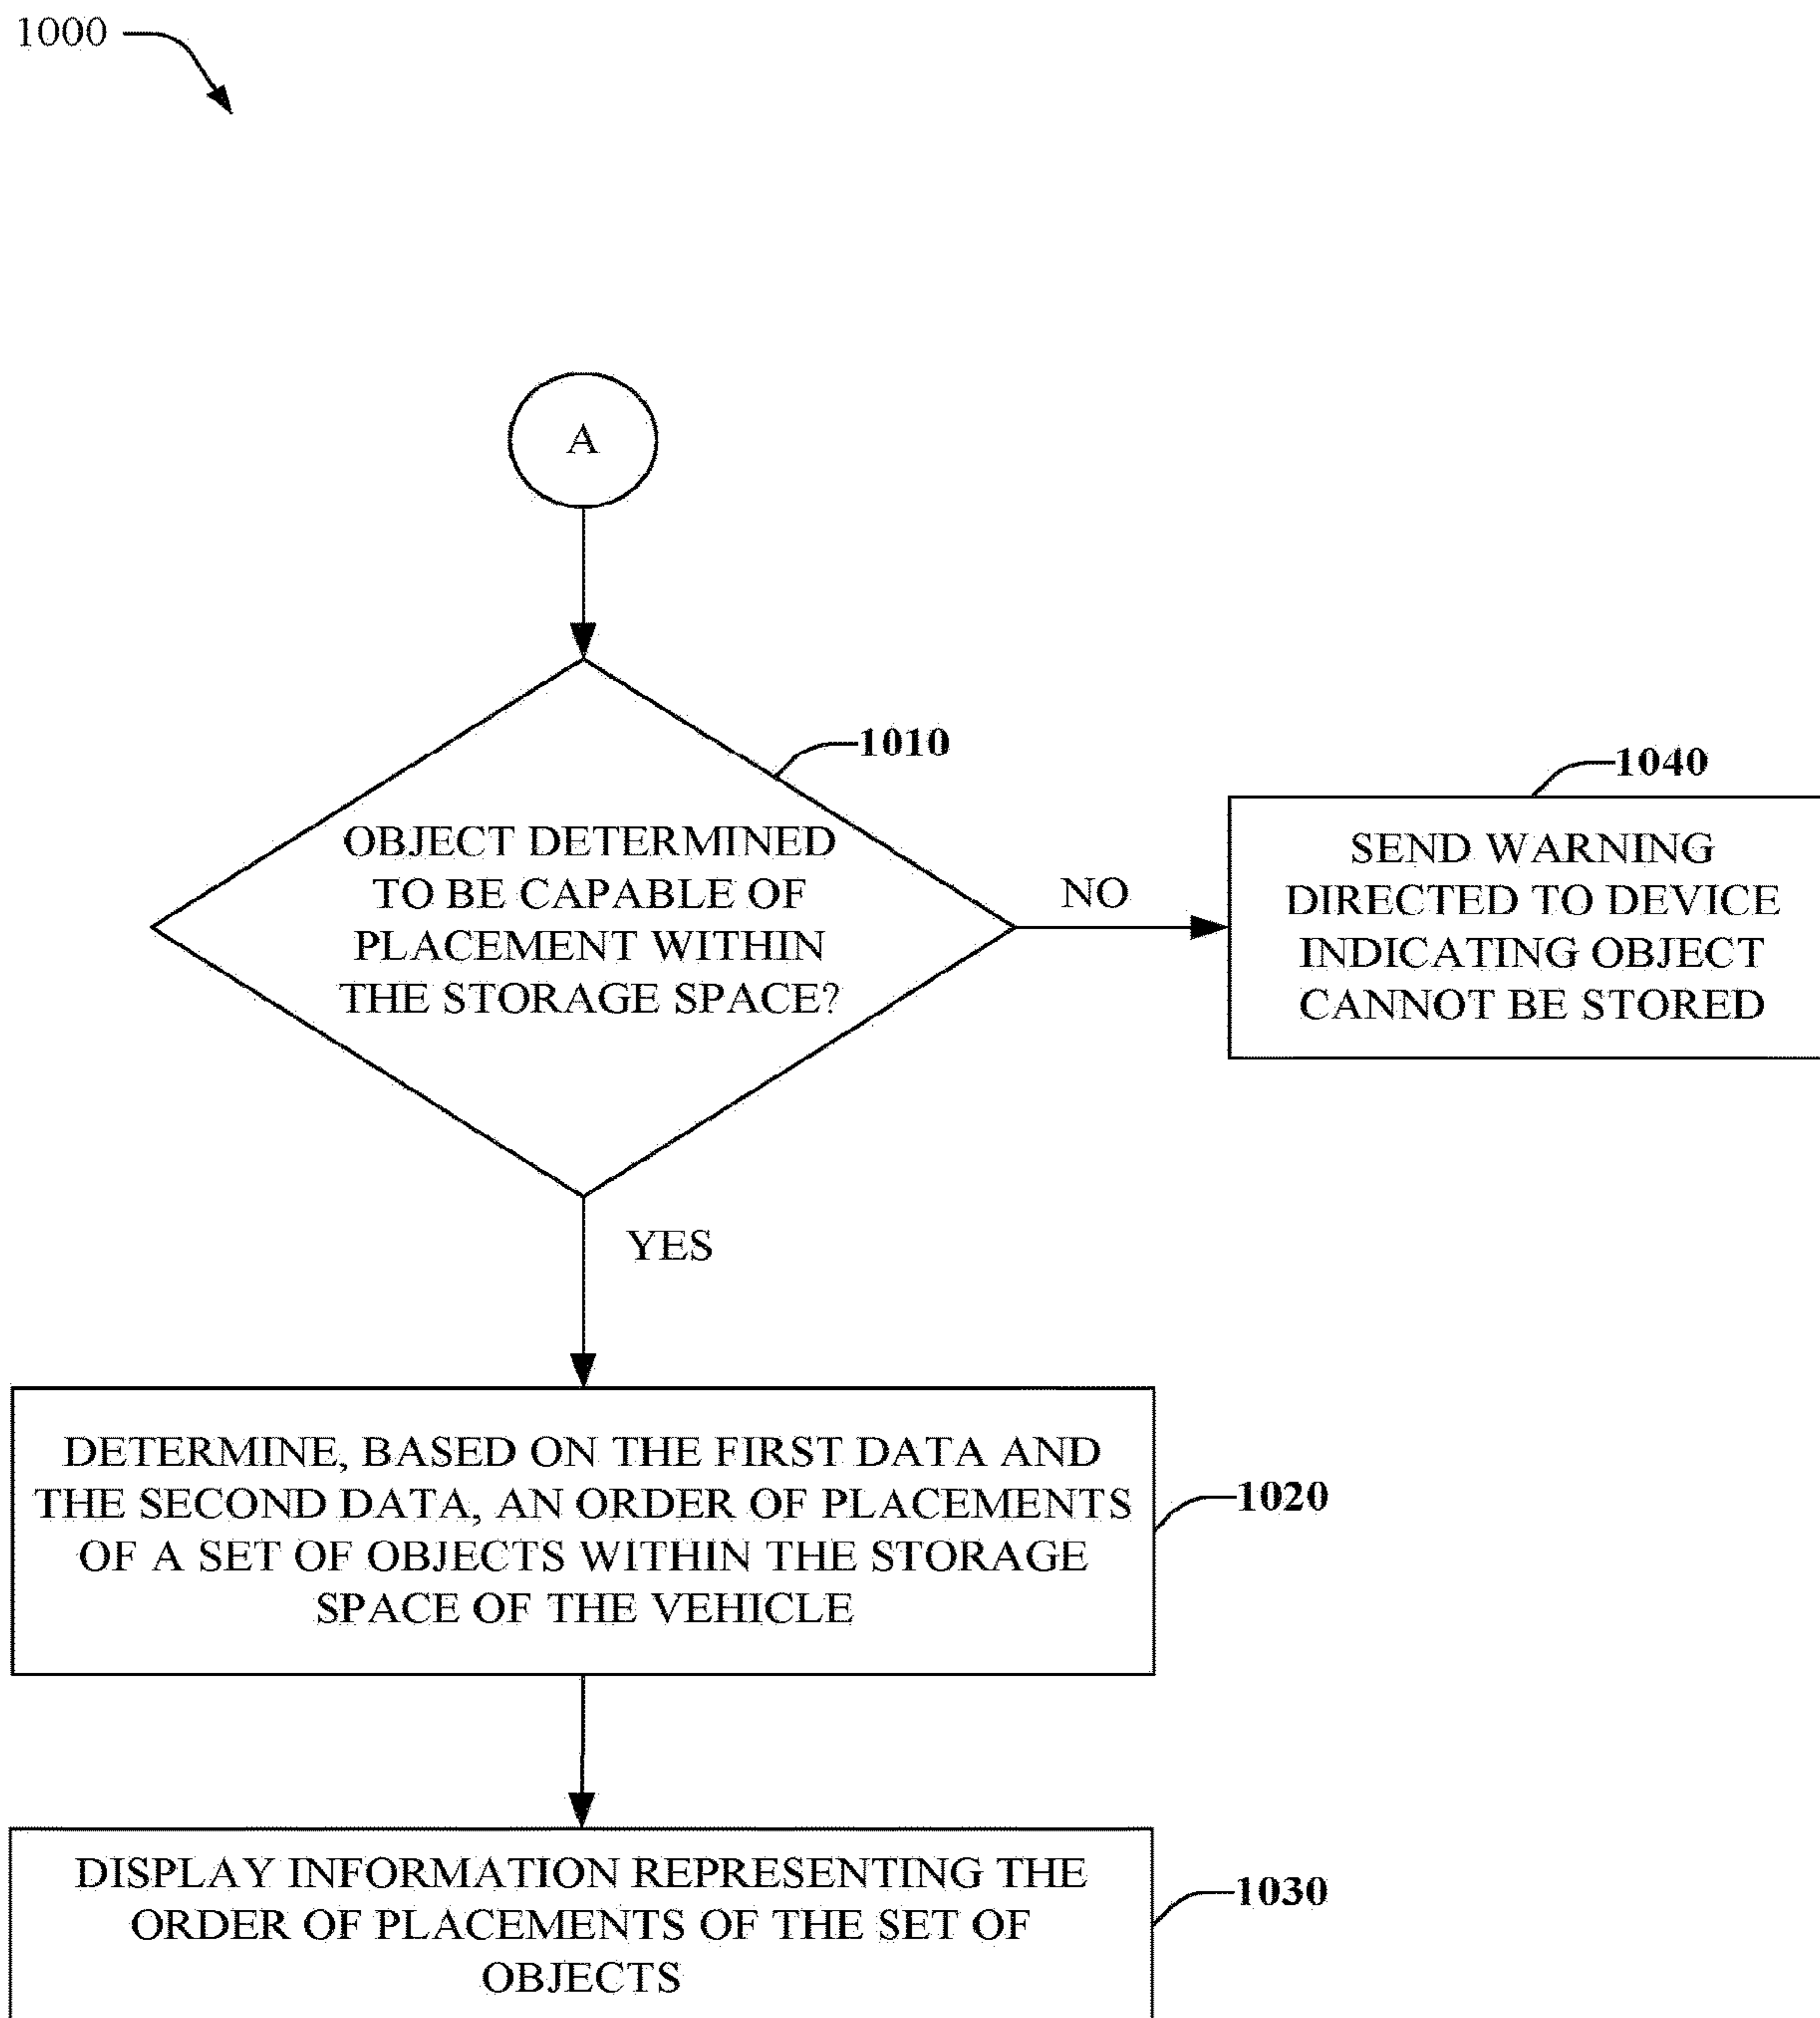 1000
A
1010
OBJECT DETERMINED
TO BE CAPABLE OF
PLACEMENT WITHIN
THE STORAGE SPACE?
NO
1040
SEND WARNING
DIRECTED TO DEVICE
INDICATING OBJECT
CANNOT BE STORED
YES
DETERMINE, BASED ON THE FIRST DATA AND
THE SECOND DATA, AN ORDER OF PLACEMENTS
OF A SET OF OBJECTS WITHIN THE STORAGE
SPACE OF THE VEHICLE
1020
DISPLAY INFORMATION REPRESENTING THE
ORDER OF PLACEMENTS OF THE SET OF
OBJECTS
1030